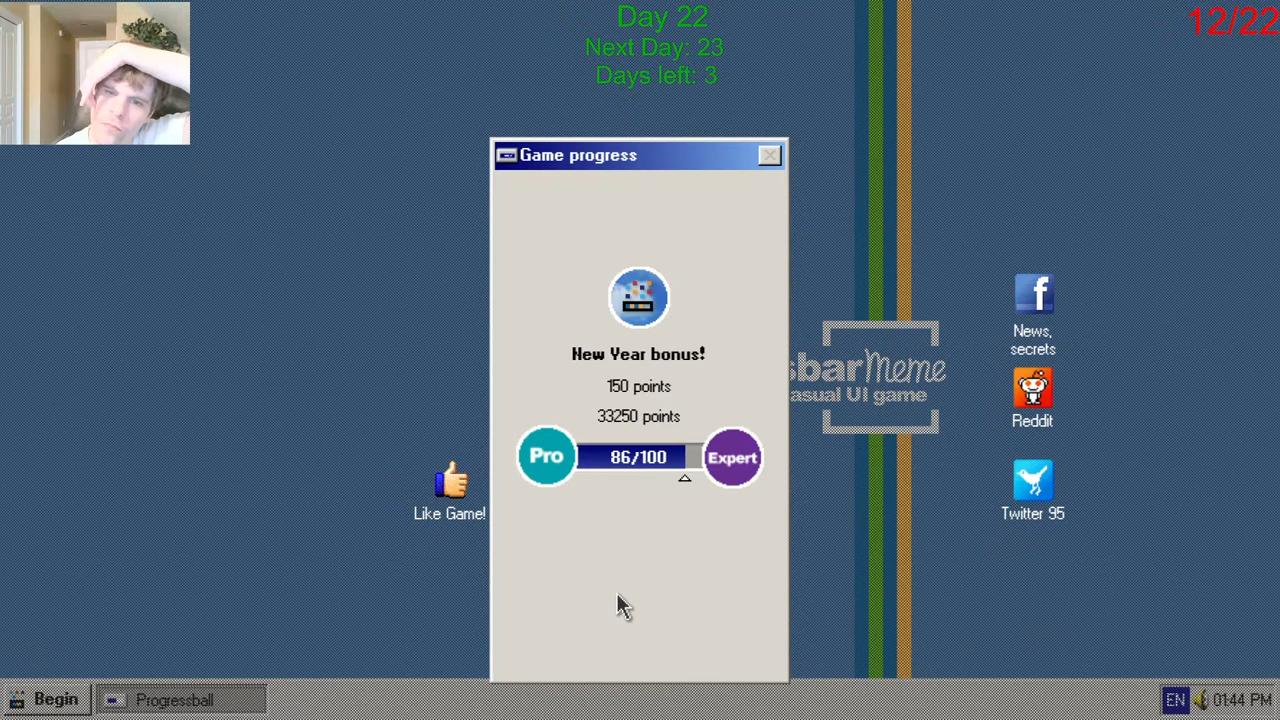 Day 22
Next Day: 23
Days left: 3
12/22
Game progress
New Year bonus!
150 points
33250 points
Pro
86/100
Expert
sbarMeme
asual UI game
News,
secrets
Reddit
Like Game!
Twitter 95
Begin
Progressball
EN
01:44 PM